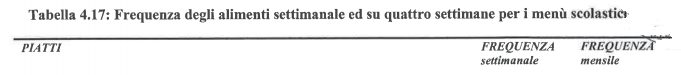 Tabella 4.17: Frequenza degli alimenti settimanale ed su quattro settimane per i menù scolastici
PIATTI FREQUENZA FREQUENZA
settimanale mensile